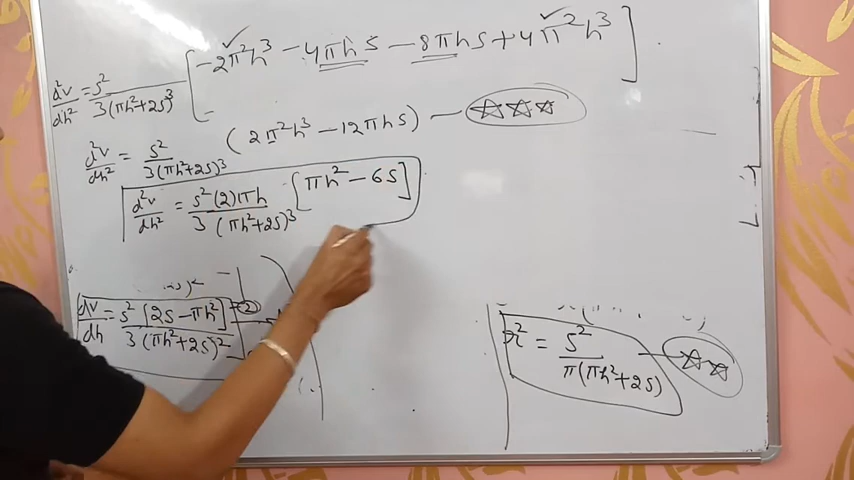 d²v/dh² = s²/3(πh²+2s)³ [-2π²h³ - 4πhs - 8πhs + 4π²h³]
d²v/dh² = s²/3(πh²+2s)³ (2π²h³ - 12πhs) — ☆☆☆
d²v/dh² = s²(2)πh/3(πh²+2s)³ [πh² - 6s]
dv/dh = s²[2s - πh²]/3(πh²+2s)² — 2
r² = s²/π(πh²+2s) — ☆☆